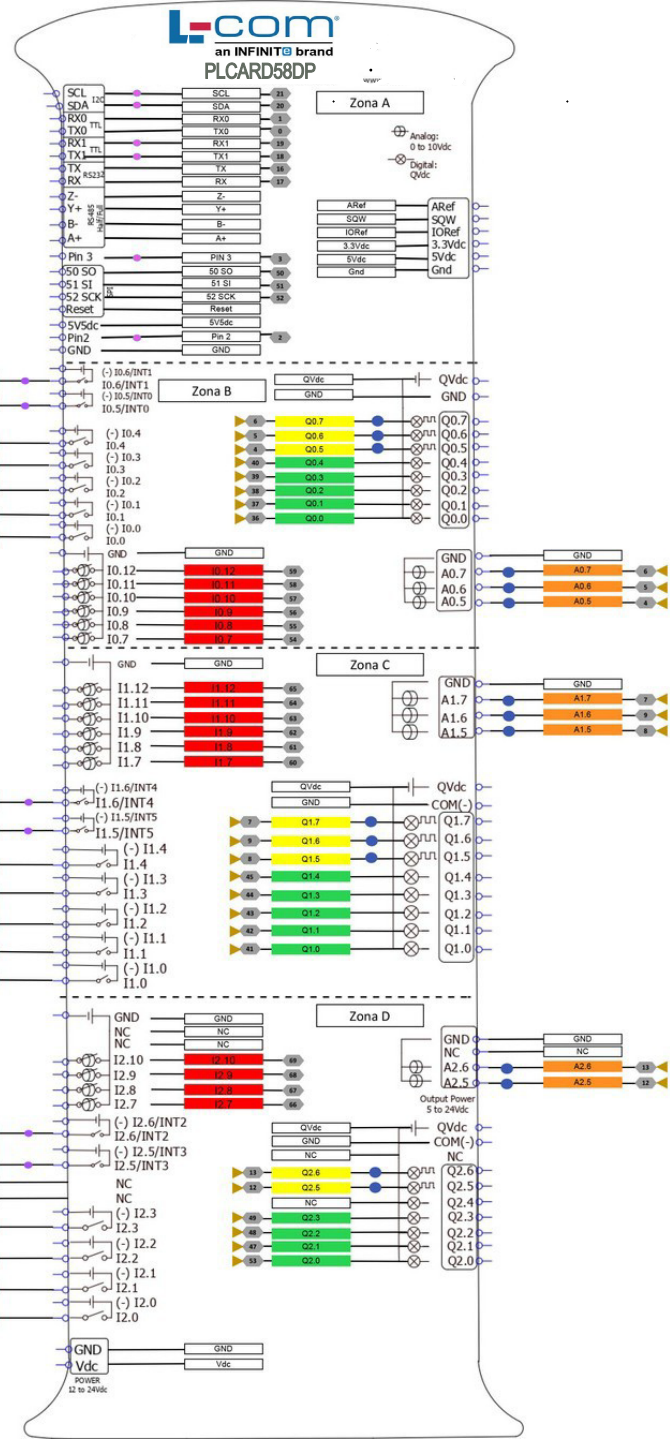 L-com
an INFINIT@ brand
PLCARD58DP
Zona A
SCL SCL 21
SDA I2C SDA 20
RX0 RX0 1
TX0 TTL TX0 0
RX1 RX1 19
TX1 TTL TX1 18
TX TX 16
RX RS232 RX 17
Z- Z-
Y+ Y+
RS485
Half/Full
B- B-
A+ A+
Pin 3 PIN 3 3
50 SO 50 SO 50
51 SI 51 SI 51
52 SCK SPI 52 SCK 52
Reset Reset
5V5dc 5V5dc
Pin2 Pin 2 2
GND GND
Analog:
0 to 10Vdc
Digital:
QVdc
ARef ARef
SQW SQW
IORef IORef
3.3Vdc 3.3Vdc
5Vdc 5Vdc
Gnd Gnd
Zona B
(-) I0.6/INT1
I0.6/INT1
(-) I0.5/INT0
I0.5/INT0
(-) I0.4
I0.4
(-) I0.3
I0.3
(-) I0.2
I0.2
(-) I0.1
I0.1
(-) I0.0
I0.0
GND GND
I0.12 I0.12 59
I0.11 I0.11 58
I0.10 I0.10 57
I0.9 I0.9 56
I0.8 I0.8 55
I0.7 I0.7 54
QVdc QVdc
GND GND
6 Q0.7 Q0.7
5 Q0.6 Q0.6
4 Q0.5 Q0.5
40 Q0.4 Q0.4
39 Q0.3 Q0.3
38 Q0.2 Q0.2
37 Q0.1 Q0.1
36 Q0.0 Q0.0
GND GND
A0.7 A0.7 6
A0.6 A0.6 5
A0.5 A0.5 4
Zona C
GND GND
I1.12 I1.12 65
I1.11 I1.11 64
I1.10 I1.10 63
I1.9 I1.9 62
I1.8 I1.8 61
I1.7 I1.7 60
GND GND
A1.7 A1.7 7
A1.6 A1.6 9
A1.5 A1.5 8
(-) I1.6/INT4
I1.6/INT4
(-) I1.5/INT5
I1.5/INT5
(-) I1.4
I1.4
(-) I1.3
I1.3
(-) I1.2
I1.2
(-) I1.1
I1.1
(-) I1.0
I1.0
QVdc QVdc
GND COM(-)
7 Q1.7 Q1.7
9 Q1.6 Q1.6
8 Q1.5 Q1.5
45 Q1.4 Q1.4
44 Q1.3 Q1.3
43 Q1.2 Q1.2
42 Q1.1 Q1.1
41 Q1.0 Q1.0
Zona D
GND GND
NC NC
NC NC
I2.10 I2.10 69
I2.9 I2.9 68
I2.8 I2.8 67
I2.7 I2.7 66
(-) I2.6/INT2
I2.6/INT2
(-) I2.5/INT3
I2.5/INT3
NC
NC
(-) I2.3
I2.3
(-) I2.2
I2.2
(-) I2.1
I2.1
(-) I2.0
I2.0
GND GND
NC NC
A2.6 A2.6 13
A2.5 A2.5 12
Output Power
5 to 24Vdc
QVdc QVdc
GND COM(-)
NC NC
13 Q2.6 Q2.6
12 Q2.5 Q2.5
NC Q2.4
49 Q2.3 Q2.3
48 Q2.2 Q2.2
47 Q2.1 Q2.1
53 Q2.0 Q2.0
GND GND
Vdc Vdc
POWER
12 to 24Vdc